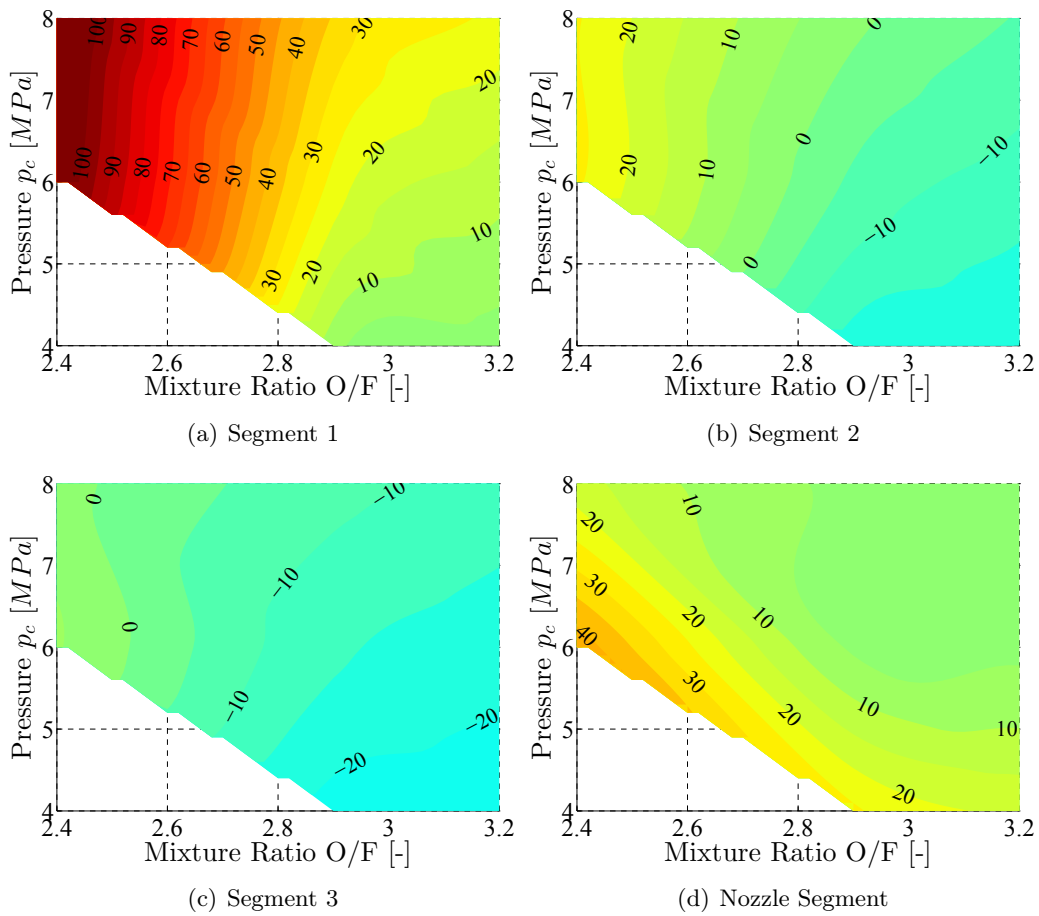 8
7
6
5
4
Pressure p_c [MPa]
100 90 80 70 60 50 40 30 20
100 90 80 70 60 50 40 30 20
30 20 10 10
2.4 2.6 2.8 3 3.2
Mixture Ratio O/F [-]
(a) Segment 1
8
7
6
5
4
Pressure p_c [MPa]
20 10 0
20 10 0 −10
0 −10
2.4 2.6 2.8 3 3.2
Mixture Ratio O/F [-]
(b) Segment 2
8
7
6
5
4
Pressure p_c [MPa]
0 −10
0 −10
−10 −20 −20
2.4 2.6 2.8 3 3.2
Mixture Ratio O/F [-]
(c) Segment 3
8
7
6
5
4
Pressure p_c [MPa]
20 10
30
40 20 10
30 20 10 10
20
2.4 2.6 2.8 3 3.2
Mixture Ratio O/F [-]
(d) Nozzle Segment